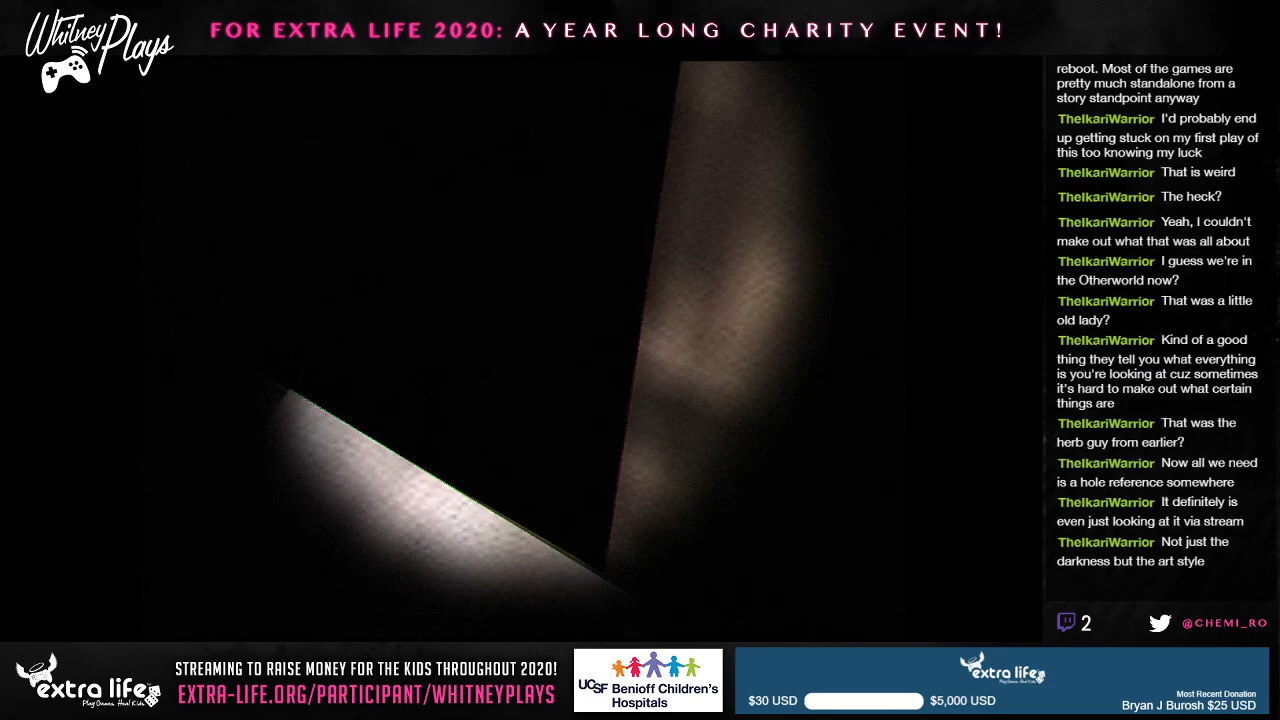 Whitney Plays
FOR EXTRA LIFE 2020: A YEAR LONG CHARITY EVENT!
reboot. Most of the games are
pretty much standalone from a
story standpoint anyway
TheIkariWarrior I'd probably end
up getting stuck on my first play of
this too knowing my luck
TheIkariWarrior That is weird
TheIkariWarrior The heck?
TheIkariWarrior Yeah, I couldn't
make out what that was all about
TheIkariWarrior I guess we're in
the Otherworld now?
TheIkariWarrior That was a little
old lady?
TheIkariWarrior Kind of a good
thing they tell you what everything
is you're looking at cuz sometimes
it's hard to make out what certain
things are
TheIkariWarrior That was the
herb guy from earlier?
TheIkariWarrior Now all we need
is a hole reference somewhere
TheIkariWarrior It definitely is
even just looking at it via stream
TheIkariWarrior Not just the
darkness but the art style
2 @CHEMI_RO
extra life
Play Games. Heal Kids.
STREAMING TO RAISE MONEY FOR THE KIDS THROUGHOUT 2020!
EXTRA-LIFE.ORG/PARTICIPANT/WHITNEYPLAYS
UCSF Benioff Children's
Hospitals
extra life
Play Games. Heal Kids.
$30 USD $5,000 USD
Most Recent Donation
Bryan J Burosh $25 USD